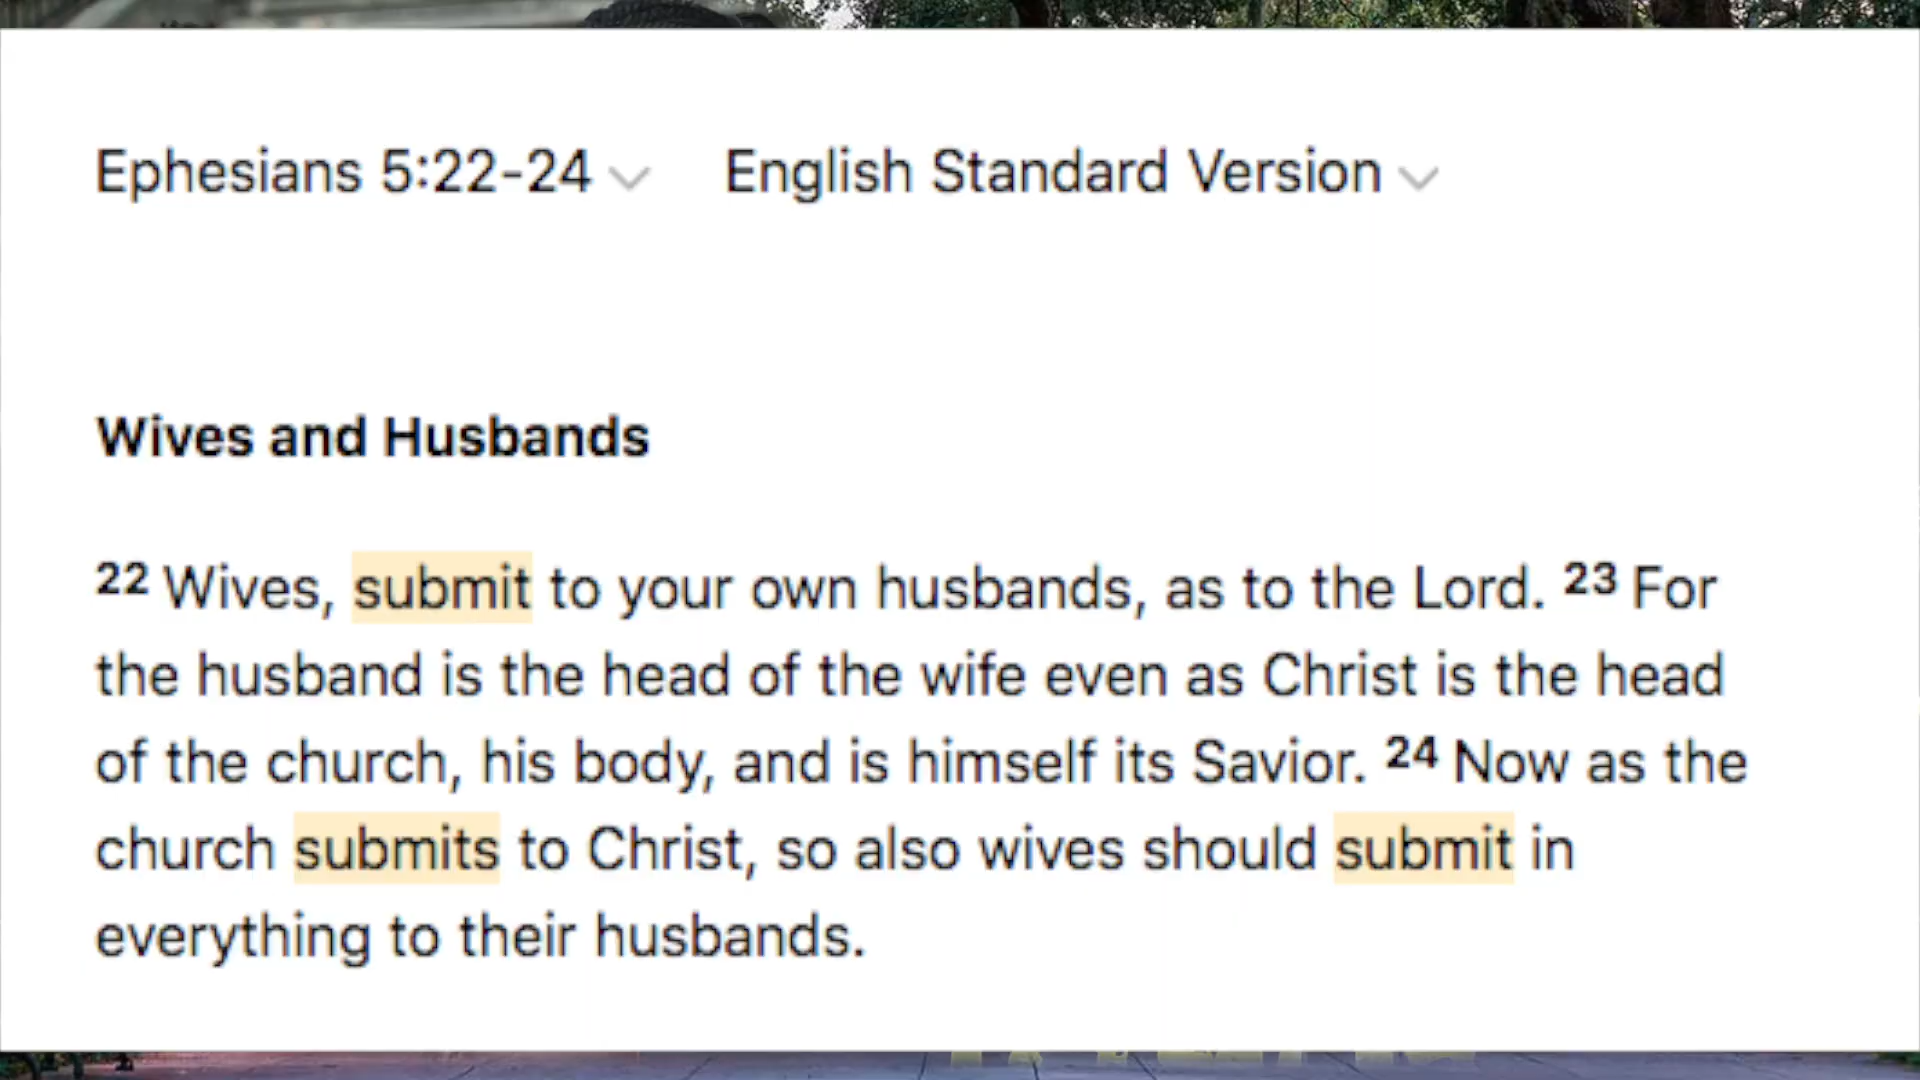 Ephesians 5:22-24 English Standard Version
Wives and Husbands
22 Wives, submit to your own husbands, as to the Lord. 23 For
the husband is the head of the wife even as Christ is the head
of the church, his body, and is himself its Savior. 24 Now as the
church submits to Christ, so also wives should submit in
everything to their husbands.